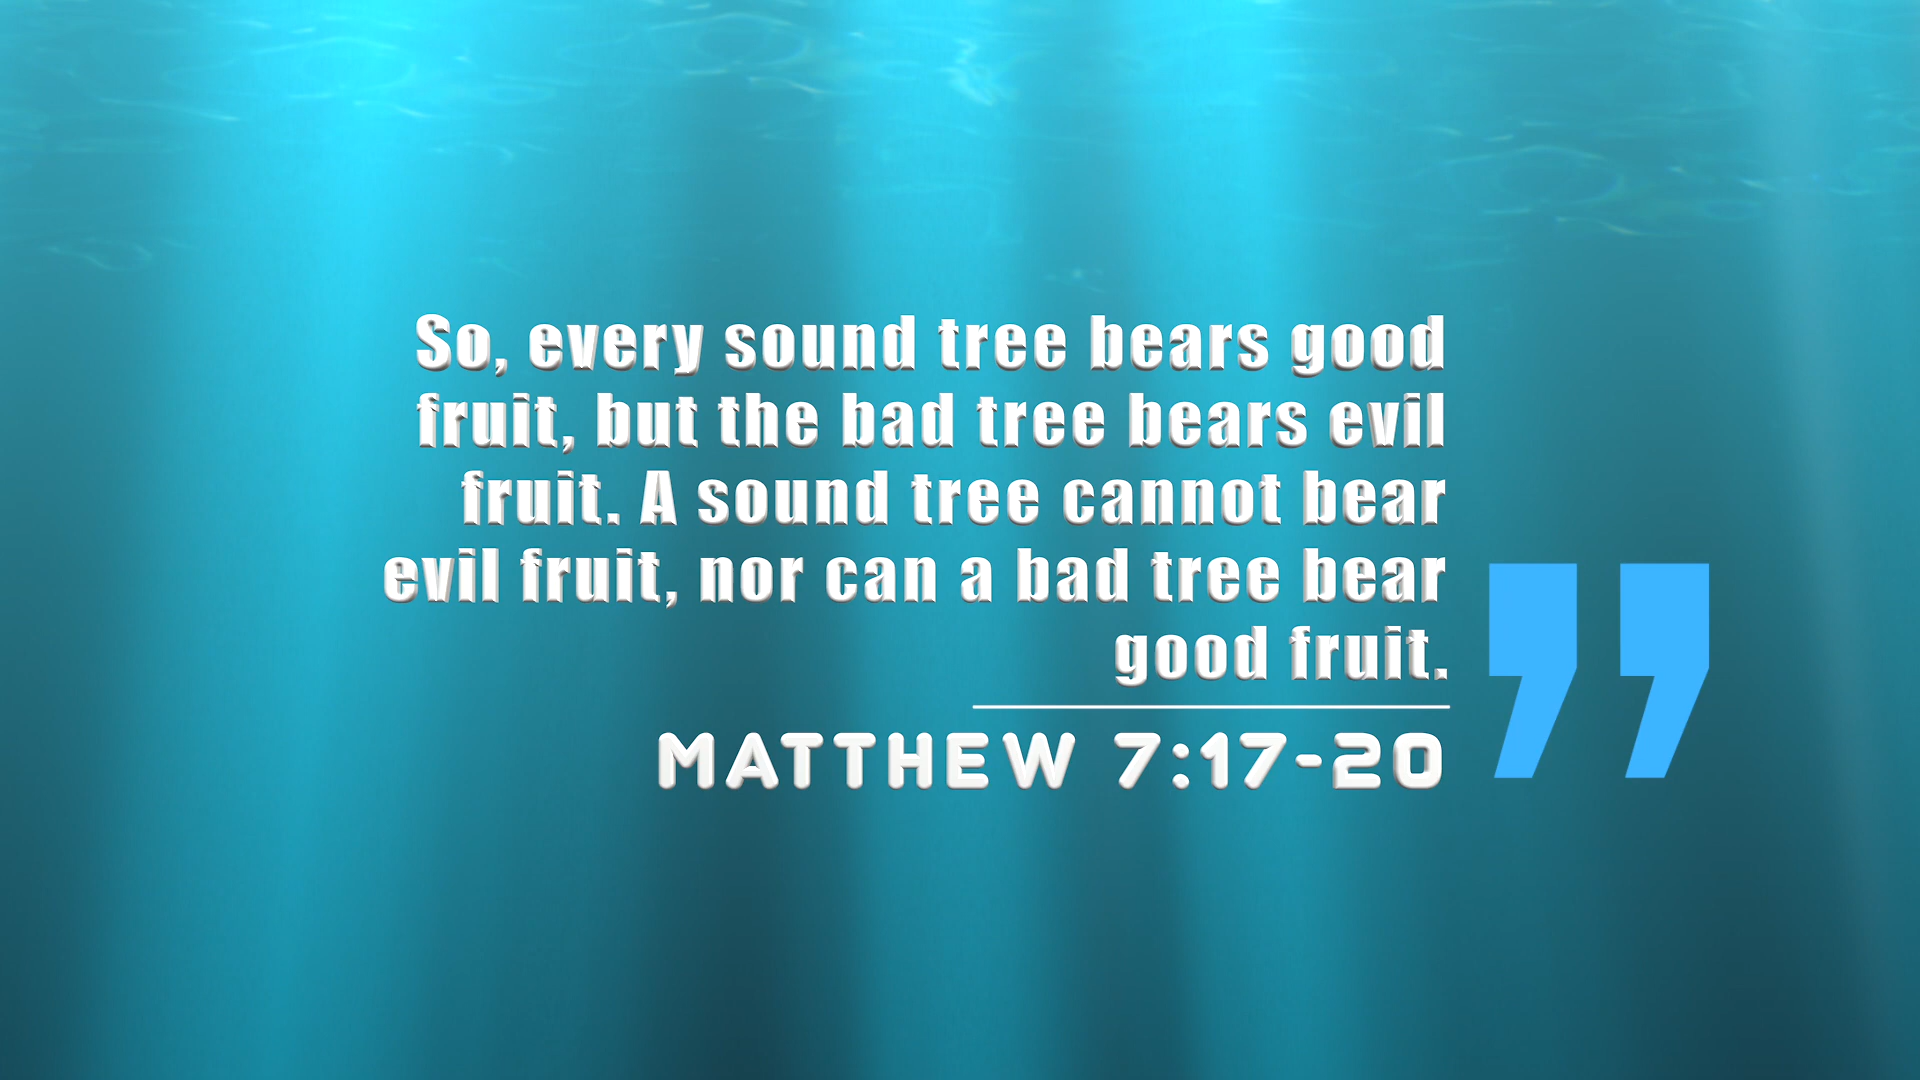 So, every sound tree bears good
fruit, but the bad tree bears evil
fruit. A sound tree cannot bear
evil fruit, nor can a bad tree bear
good fruit.
MATTHEW 7:17-20
”